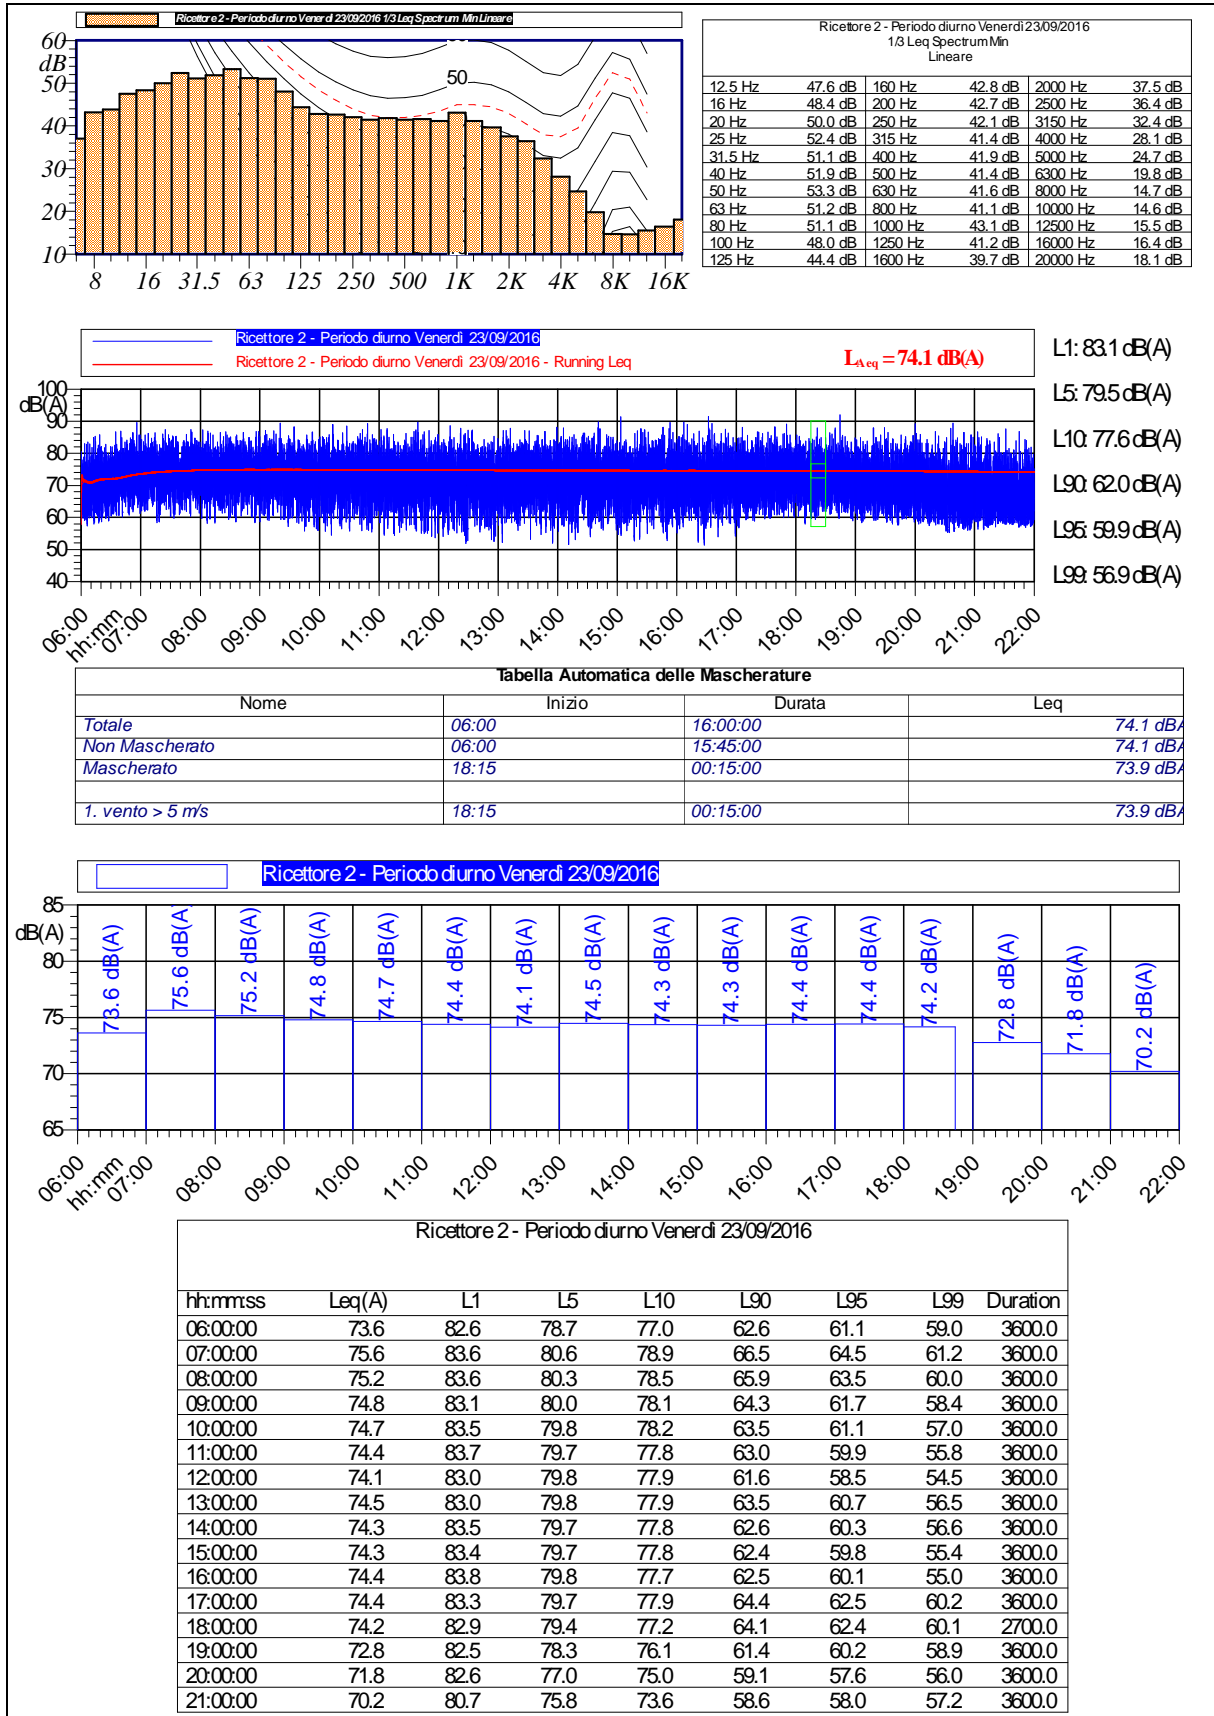 Ricettore 2 - Periodo diurno Venerdì 23/09/2016 1/3 Leq Spectrum Min Lineare
60
dB
50
40
30
20
10
50
8 16 31.5 63 125 250 500 1K 2K 4K 8K 16K
Ricettore 2 - Periodo diurno Venerdì 23/09/2016
1/3 Leq Spectrum Min
Lineare
12.5 Hz 47.6 dB 160 Hz 42.8 dB 2000 Hz 37.5 dB
16 Hz 48.4 dB 200 Hz 42.7 dB 2500 Hz 36.4 dB
20 Hz 50.0 dB 250 Hz 42.1 dB 3150 Hz 32.4 dB
25 Hz 52.4 dB 315 Hz 41.4 dB 4000 Hz 28.1 dB
31.5 Hz 51.1 dB 400 Hz 41.9 dB 5000 Hz 24.7 dB
40 Hz 51.9 dB 500 Hz 41.4 dB 6300 Hz 19.8 dB
50 Hz 53.3 dB 630 Hz 41.6 dB 8000 Hz 14.7 dB
63 Hz 51.2 dB 800 Hz 41.1 dB 10000 Hz 14.6 dB
80 Hz 51.1 dB 1000 Hz 43.1 dB 12500 Hz 15.5 dB
100 Hz 48.0 dB 1250 Hz 41.2 dB 16000 Hz 16.4 dB
125 Hz 44.4 dB 1600 Hz 39.7 dB 20000 Hz 18.1 dB
Ricettore 2 - Periodo diurno Venerdì 23/09/2016
Ricettore 2 - Periodo diurno Venerdì 23/09/2016 - Running Leq
LAeq = 74.1 dB(A)
L1: 83.1 dB(A)
L5: 79.5 dB(A)
L10: 77.6 dB(A)
L90: 62.0 dB(A)
L95: 59.9 dB(A)
L99: 56.9 dB(A)
100
dB(A)
90
80
70
60
50
40
06:00 hh:mm 07:00 08:00 09:00 10:00 11:00 12:00 13:00 14:00 15:00 16:00 17:00 18:00 19:00 20:00 21:00 22:00
Tabella Automatica delle Mascherature
Nome Inizio Durata Leq
Totale 06:00 16:00:00 74.1 dBA
Non Mascherato 06:00 15:45:00 74.1 dBA
Mascherato 18:15 00:15:00 73.9 dBA
1. vento > 5 m/s 18:15 00:15:00 73.9 dBA
Ricettore 2 - Periodo diurno Venerdì 23/09/2016
85
dB(A)
80
75
70
65
73.6 dB(A) 75.6 dB(A) 75.2 dB(A) 74.8 dB(A) 74.7 dB(A) 74.4 dB(A) 74.1 dB(A) 74.5 dB(A) 74.3 dB(A) 74.3 dB(A) 74.4 dB(A) 74.4 dB(A) 74.2 dB(A) 72.8 dB(A) 71.8 dB(A) 70.2 dB(A)
06:00 hh:mm 07:00 08:00 09:00 10:00 11:00 12:00 13:00 14:00 15:00 16:00 17:00 18:00 19:00 20:00 21:00 22:00
Ricettore 2 - Periodo diurno Venerdì 23/09/2016
hh:mm:ss Leq(A) L1 L5 L10 L90 L95 L99 Duration
06:00:00 73.6 82.6 78.7 77.0 62.6 61.1 59.0 3600.0
07:00:00 75.6 83.6 80.6 78.9 66.5 64.5 61.2 3600.0
08:00:00 75.2 83.6 80.3 78.5 65.9 63.5 60.0 3600.0
09:00:00 74.8 83.1 80.0 78.1 64.3 61.7 58.4 3600.0
10:00:00 74.7 83.5 79.8 78.2 63.5 61.1 57.0 3600.0
11:00:00 74.4 83.7 79.7 77.8 63.0 59.9 55.8 3600.0
12:00:00 74.1 83.0 79.8 77.9 61.6 58.5 54.5 3600.0
13:00:00 74.5 83.0 79.8 77.9 63.5 60.7 56.5 3600.0
14:00:00 74.3 83.5 79.7 77.8 62.6 60.3 56.6 3600.0
15:00:00 74.3 83.4 79.7 77.8 62.4 59.8 55.4 3600.0
16:00:00 74.4 83.8 79.8 77.7 62.5 60.1 55.0 3600.0
17:00:00 74.4 83.3 79.7 77.9 64.4 62.5 60.2 3600.0
18:00:00 74.2 82.9 79.4 77.2 64.1 62.4 60.1 2700.0
19:00:00 72.8 82.5 78.3 76.1 61.4 60.2 58.9 3600.0
20:00:00 71.8 82.6 77.0 75.0 59.1 57.6 56.0 3600.0
21:00:00 70.2 80.7 75.8 73.6 58.6 58.0 57.2 3600.0